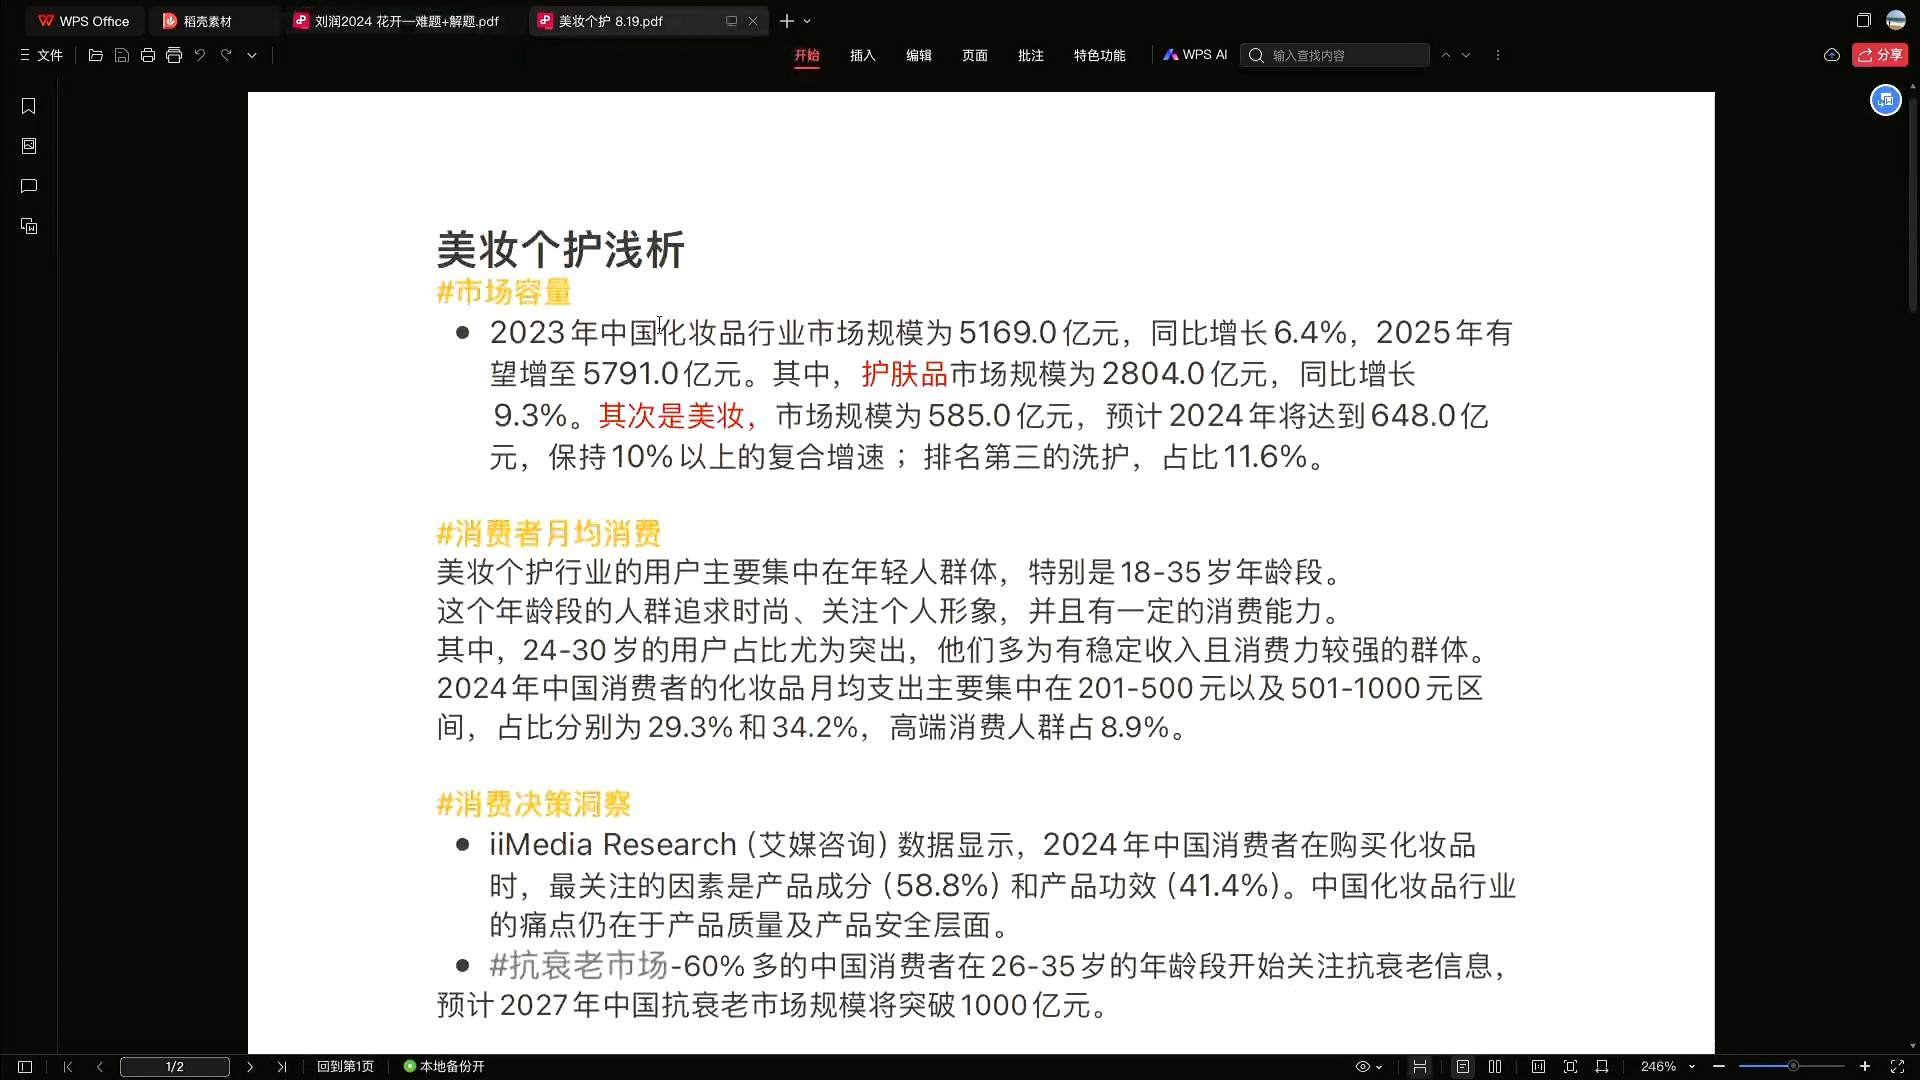 WPS Office
稻壳素材
刘润2024 花开—难题+解题.pdf
美妆个护 8.19.pdf
文件
开始
插入
编辑
页面
批注
特色功能
WPS AI
输入查找内容
分享
美妆个护浅析
#市场容量
2023年中国化妆品行业市场规模为5169.0亿元，同比增长6.4%，2025年有
望增至5791.0亿元。其中，护肤品市场规模为2804.0亿元，同比增长
9.3%。其次是美妆，市场规模为585.0亿元，预计2024年将达到648.0亿
元，保持10%以上的复合增速；排名第三的洗护，占比11.6%。
#消费者月均消费
美妆个护行业的用户主要集中在年轻人群体，特别是18-35岁年龄段。
这个年龄段的人群追求时尚、关注个人形象，并且有一定的消费能力。
其中，24-30岁的用户占比尤为突出，他们多为有稳定收入且消费力较强的群体。
2024年中国消费者的化妆品月均支出主要集中在201-500元以及501-1000元区
间，占比分别为29.3%和34.2%，高端消费人群占8.9%。
#消费决策洞察
iiMedia Research（艾媒咨询）数据显示，2024年中国消费者在购买化妆品
时，最关注的因素是产品成分（58.8%）和产品功效（41.4%）。中国化妆品行业
的痛点仍在于产品质量及产品安全层面。
#抗衰老市场-60%多的中国消费者在26-35岁的年龄段开始关注抗衰老信息，
预计2027年中国抗衰老市场规模将突破1000亿元。
1/2
回到第1页
本地备份开
246%